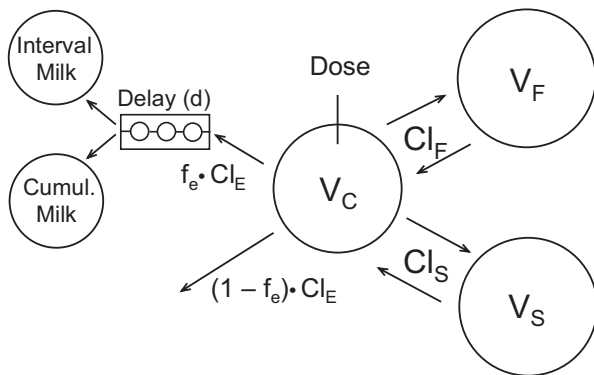 Interval
Milk
Delay (d)
Cumul.
Milk
Dose
V_C
f_e • Cl_E
(1 – f_e) • Cl_E
Cl_F
V_F
Cl_S
V_S